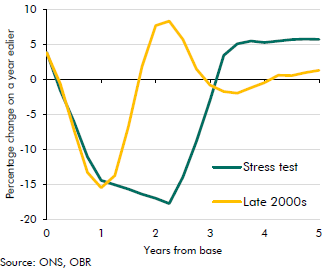 Percentage change on a year ealier
10
5
0
-5
-10
-15
-20
Stress test
Late 2000s
0 1 2 3 4 5
Years from base
Source: ONS, OBR